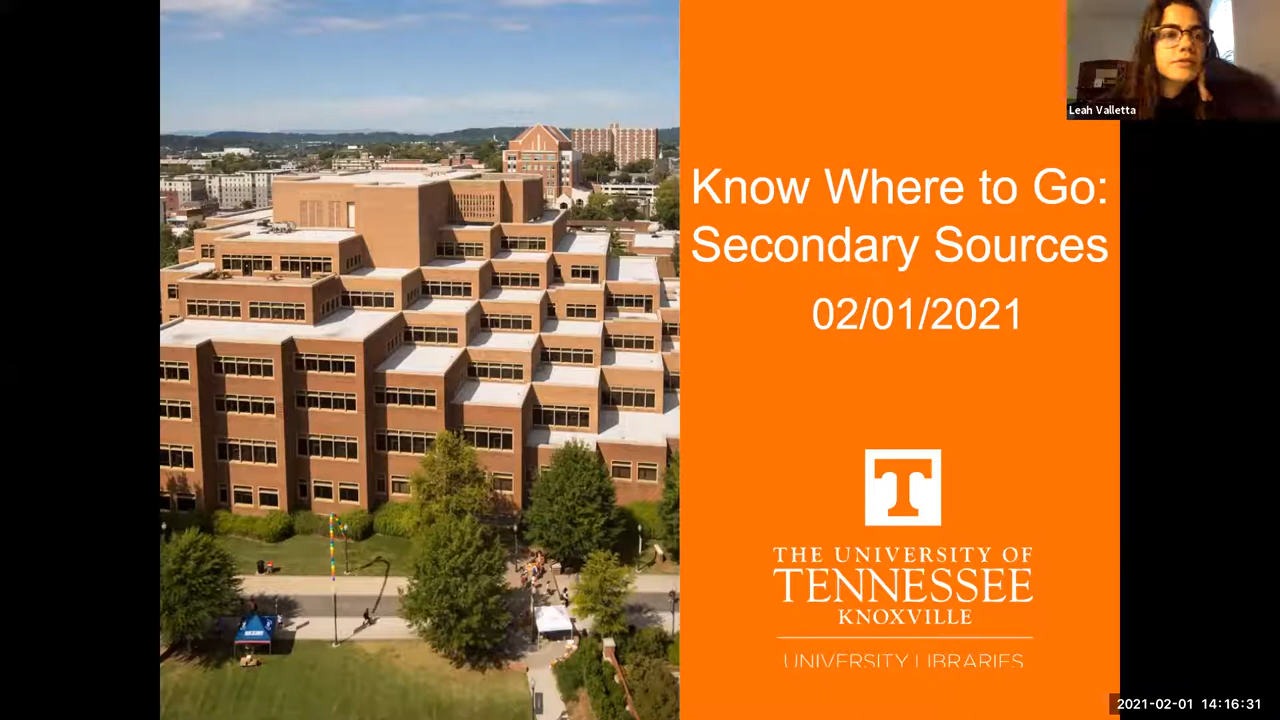 Leah Valletta
Know Where to Go:
Secondary Sources
02/01/2021
T
THE UNIVERSITY OF
TENNESSEE
KNOXVILLE
UNIVERSITY LIBRARIES
2021-02-01 14:16:31